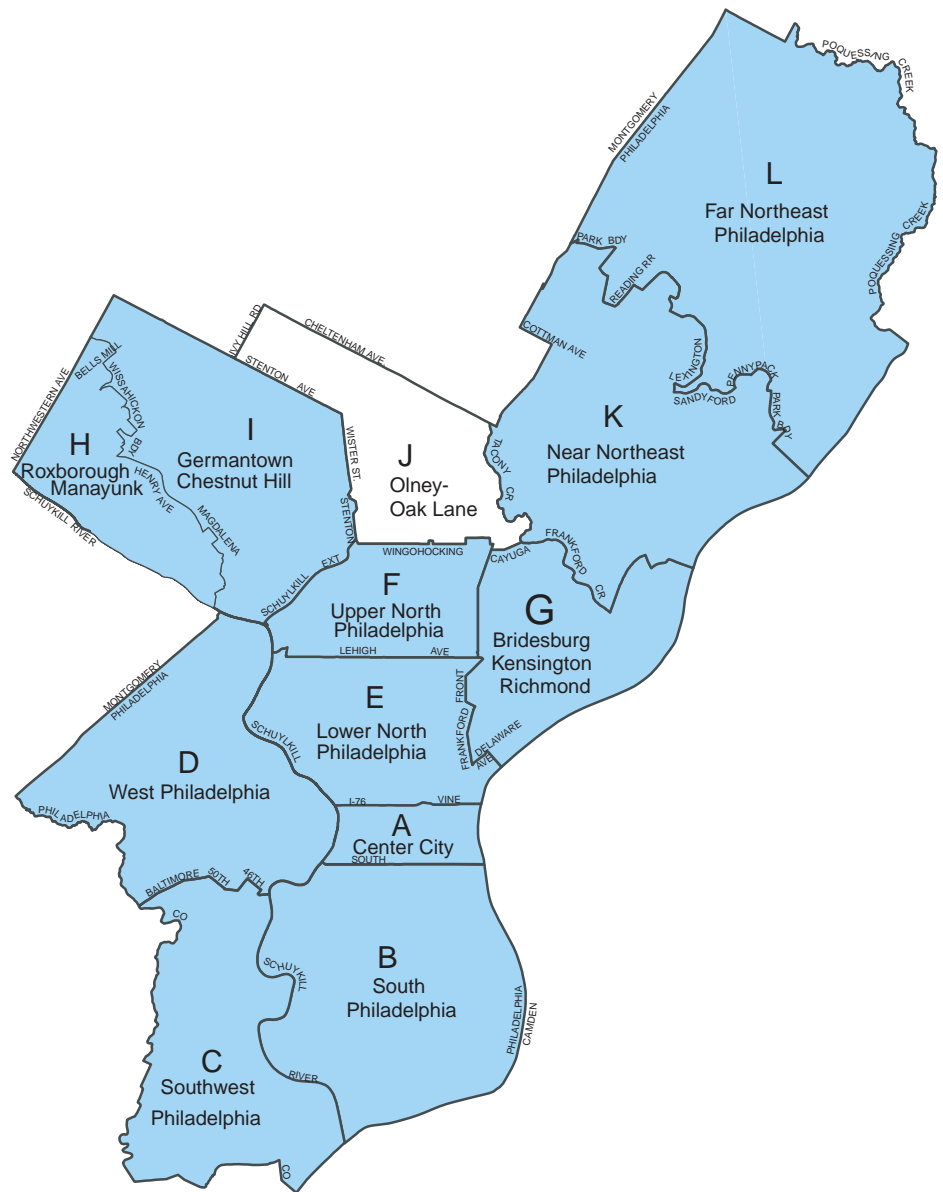 POQUESSING CREEK
MONTGOMERY
PHILADELPHIA
L
Far Northeast
Philadelphia
POQUESSING CREEK
PARK BDY
READING RR
IVY HILL RD
CHELTENHAM AVE
COTTMAN AVE
STENTON AVE
LEXINGTON
PENNYPACK
SANDYFORD
PARK BDY
NORTHWESTERN AVE
BELLS MILL
WISSAHICKON
BDY
K
Near Northeast
Philadelphia
I
Germantown
Chestnut Hill
WISTER ST.
TACONY CR
H
Roxborough
Manayunk
HENRY AVE
J
Olney-
Oak Lane
SCHUYKILL RIVER
MAGDALENA
STENTON
WINGOHOCKING
CAYUGA
FRANKFORD CR
SCHUYLKILL EXT
F
Upper North
Philadelphia
G
Bridesburg
Kensington
Richmond
LEHIGH AVE
MONTGOMERY
PHILADELPHIA
FRONT
FRANKFORD
E
Lower North
Philadelphia
SCHUYLKILL
DELAWARE
AVE
D
West Philadelphia
PHILADELPHIA
I-76 VINE
A
Center City
SOUTH
BALTIMORE 50TH 46TH
CO
B
South
Philadelphia
SCHUYKILL
PHILADELPHIA
CAMDEN
C
Southwest
Philadelphia
RIVER
CO